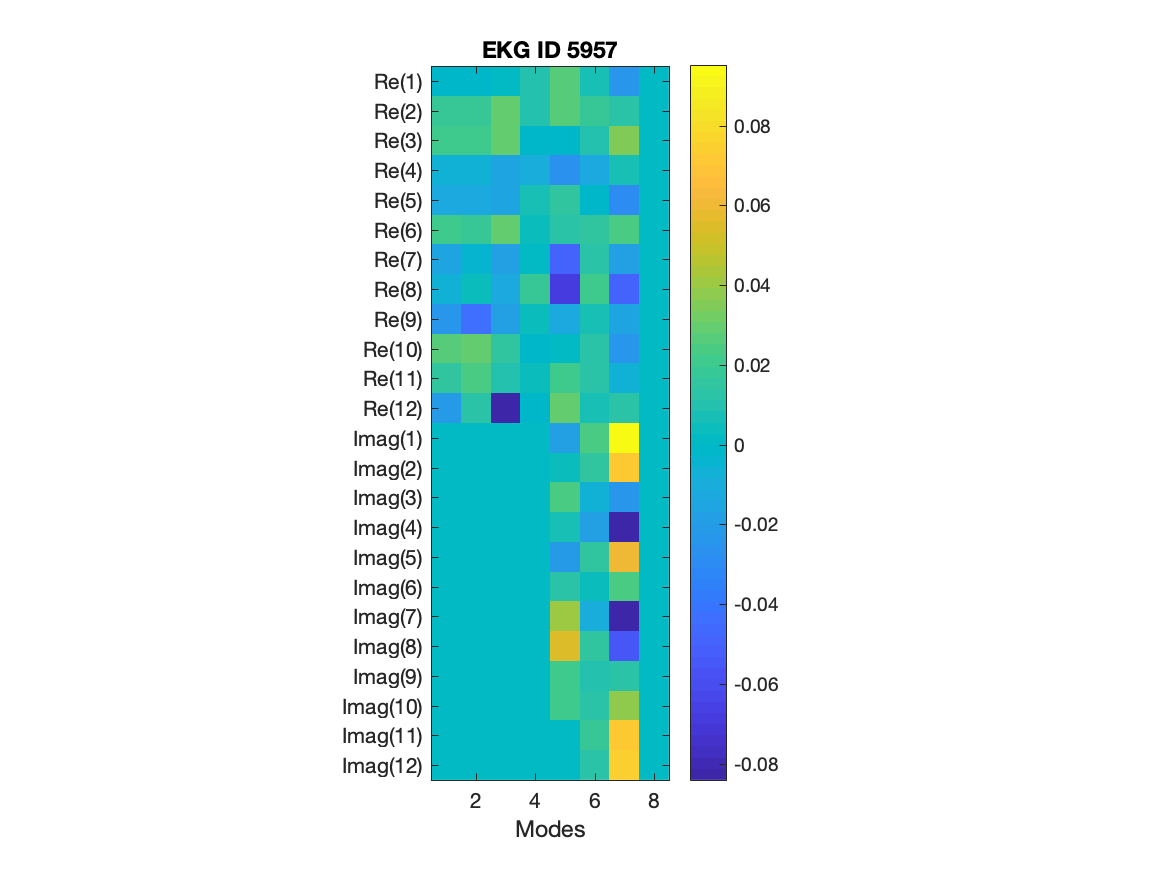 EKG ID 5957
Re(1)
Re(2)
Re(3)
Re(4)
Re(5)
Re(6)
Re(7)
Re(8)
Re(9)
Re(10)
Re(11)
Re(12)
Imag(1)
Imag(2)
Imag(3)
Imag(4)
Imag(5)
Imag(6)
Imag(7)
Imag(8)
Imag(9)
Imag(10)
Imag(11)
Imag(12)
2 4 6 8
Modes
0.08
0.06
0.04
0.02
0
-0.02
-0.04
-0.06
-0.08